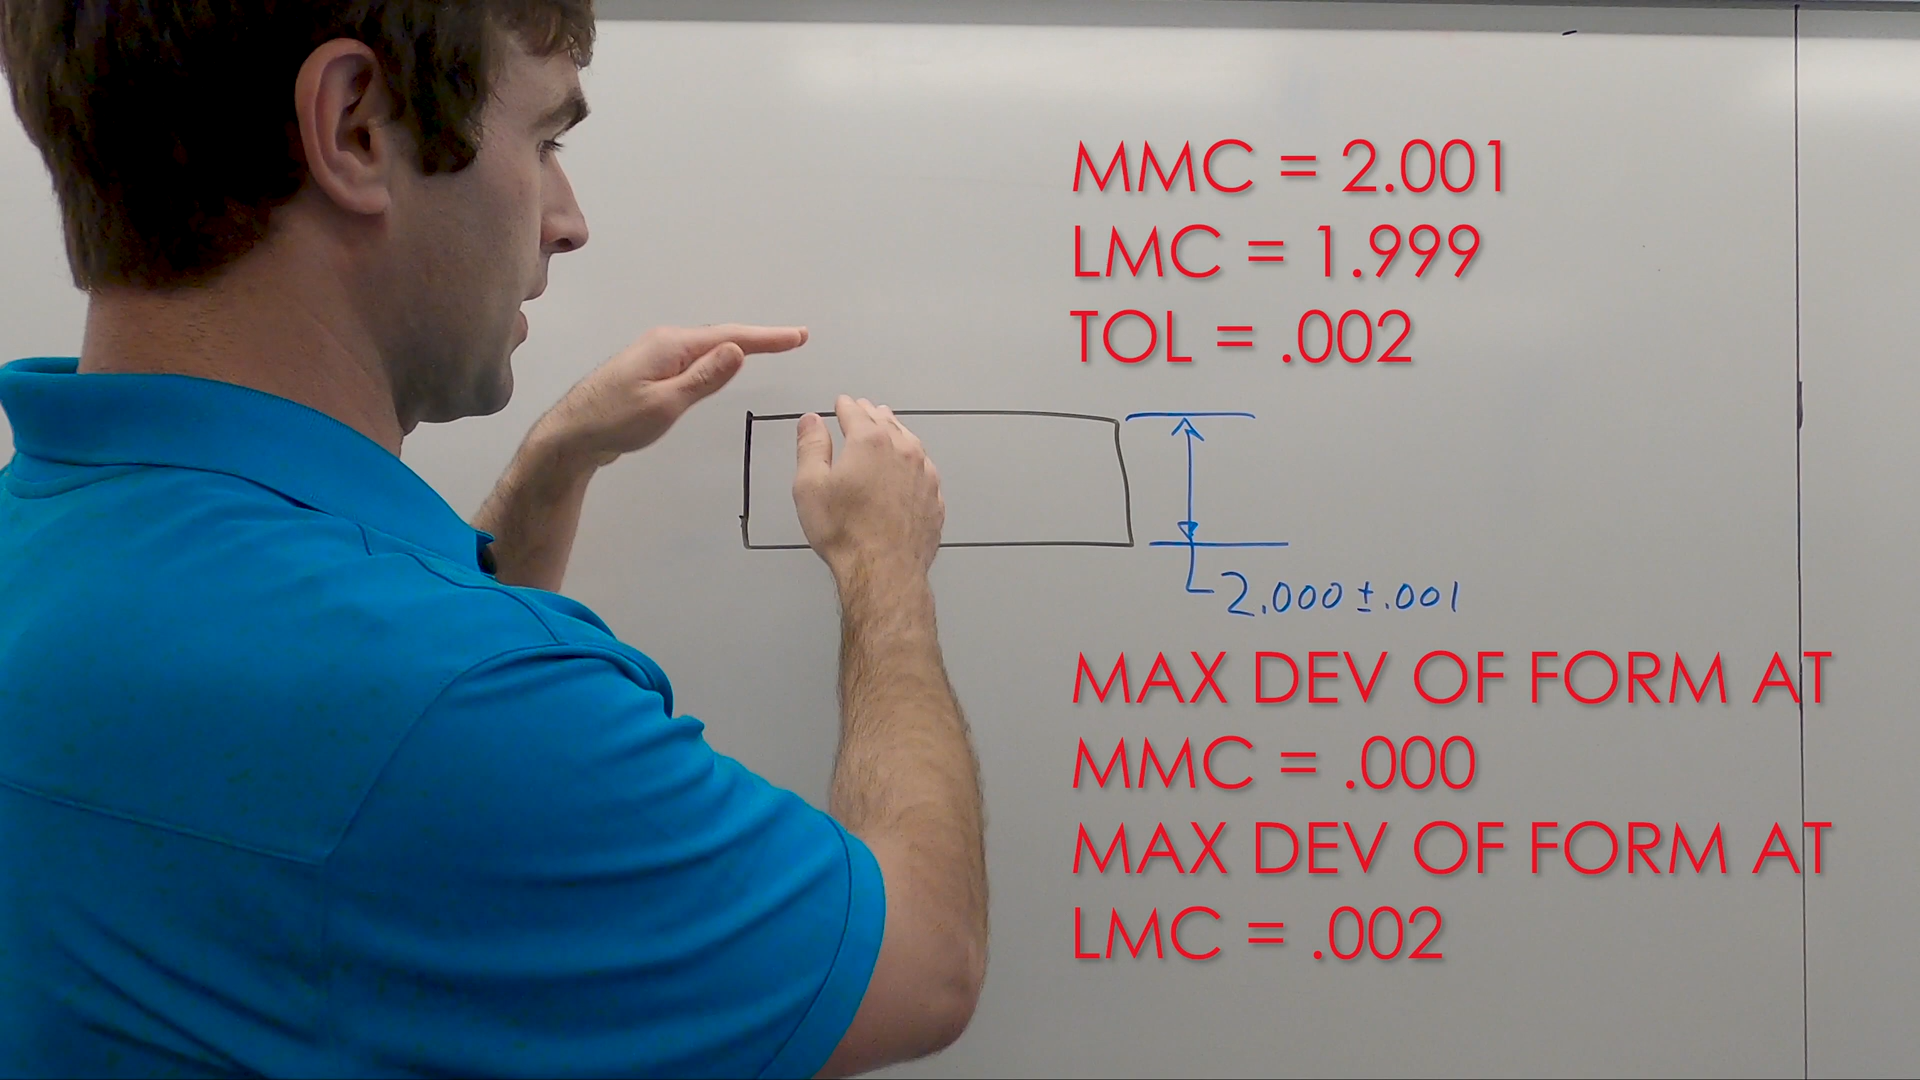 MMC = 2.001
LMC = 1.999
TOL = .002
2.000 ± .001
MAX DEV OF FORM AT
MMC = .000
MAX DEV OF FORM AT
LMC = .002